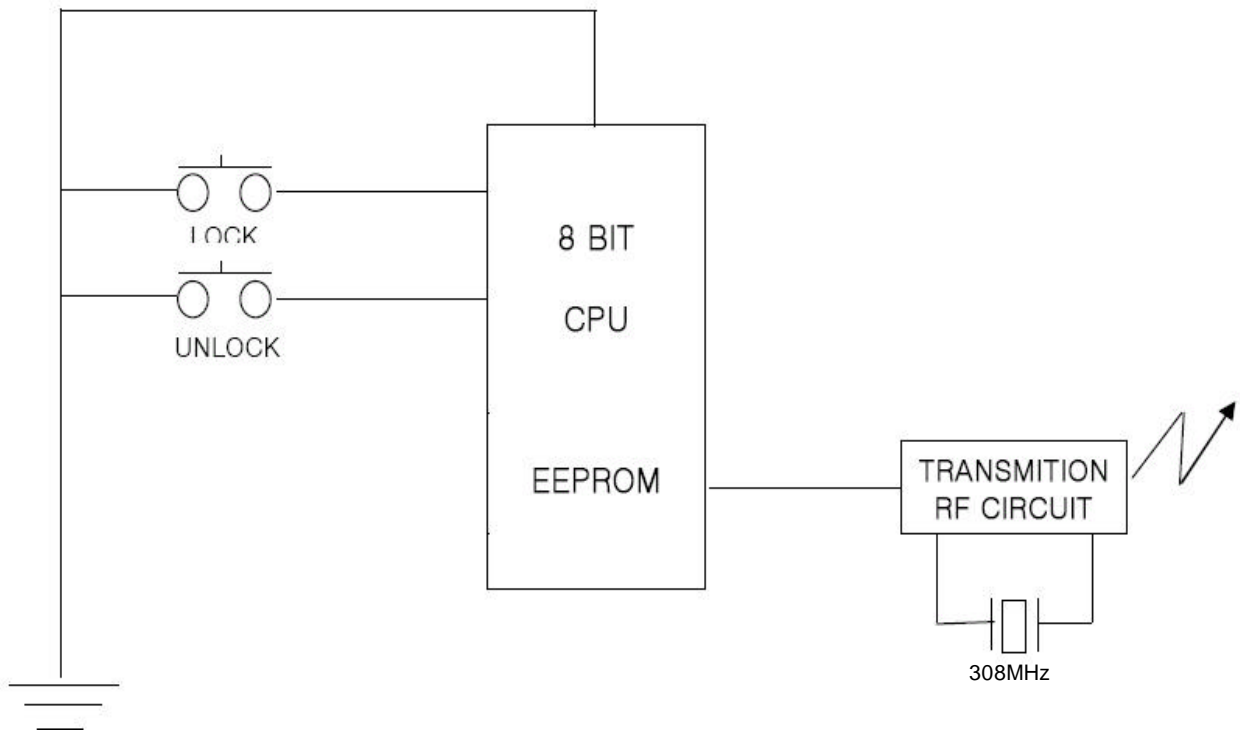 LOCK
8 BIT
UNLOCK
CPU
EEPROM
TRANSMITION
RF CIRCUIT
308MHz